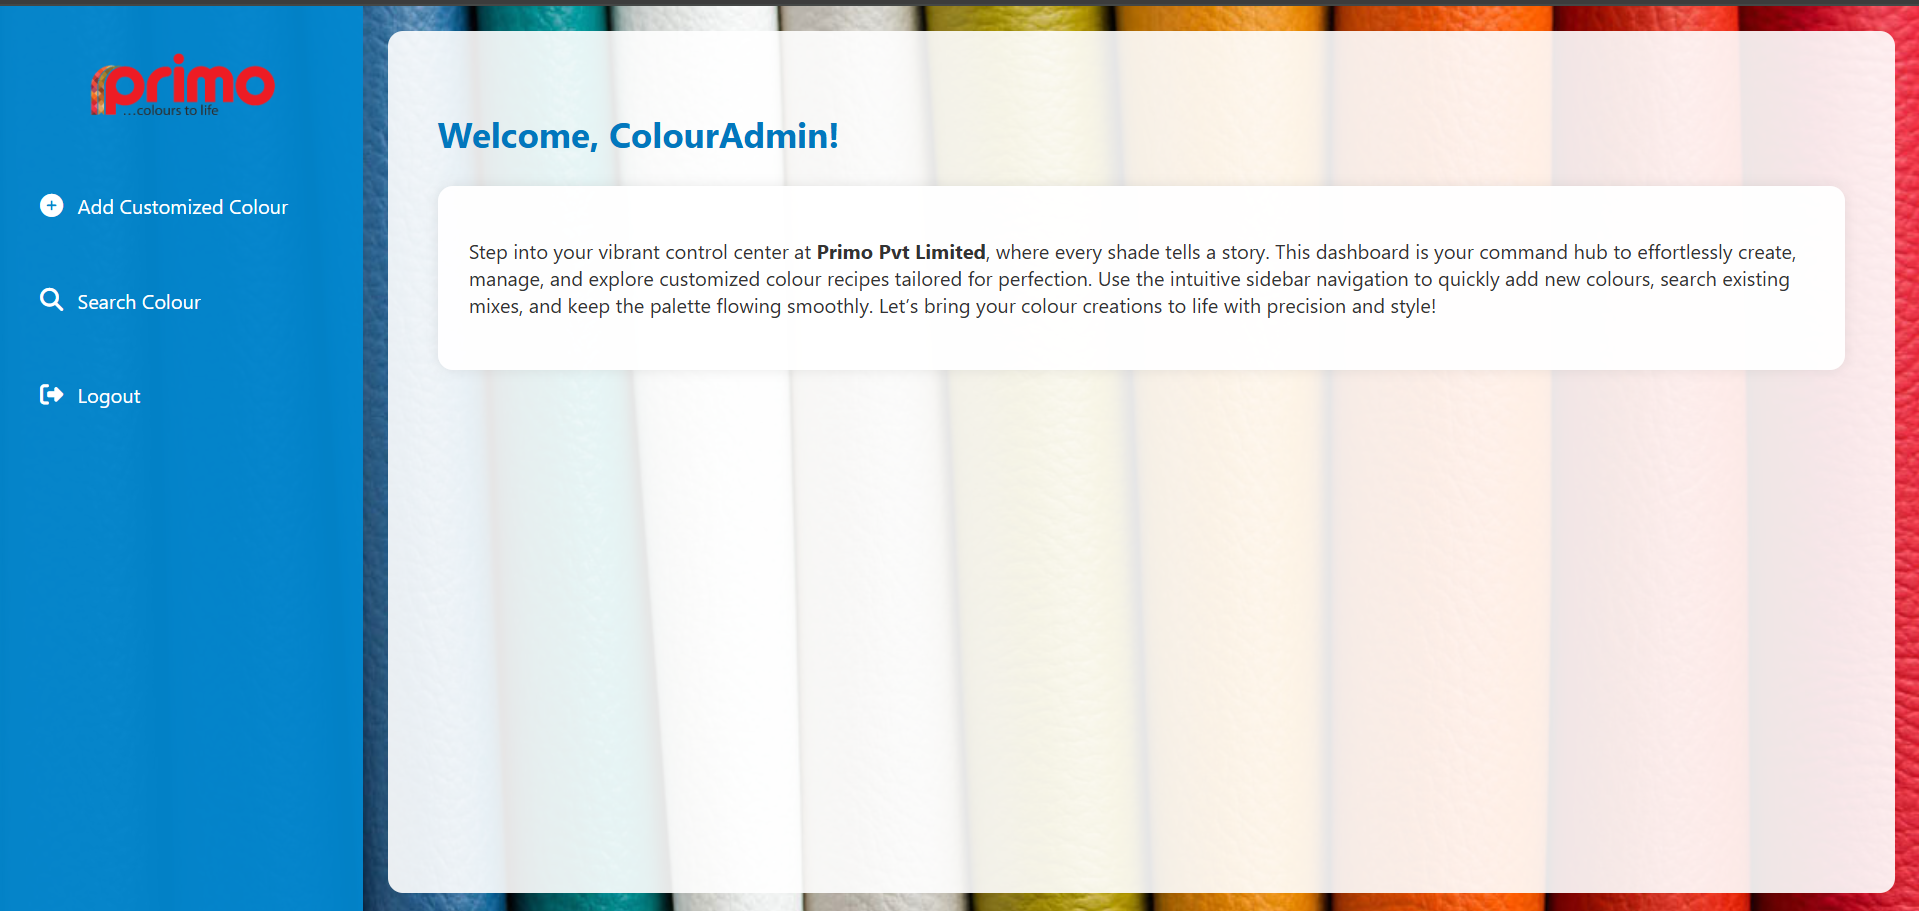 primo
...colours to life
Add Customized Colour
Search Colour
Logout
Welcome, ColourAdmin!
Step into your vibrant control center at Primo Pvt Limited, where every shade tells a story. This dashboard is your command hub to effortlessly create,
manage, and explore customized colour recipes tailored for perfection. Use the intuitive sidebar navigation to quickly add new colours, search existing
mixes, and keep the palette flowing smoothly. Let’s bring your colour creations to life with precision and style!